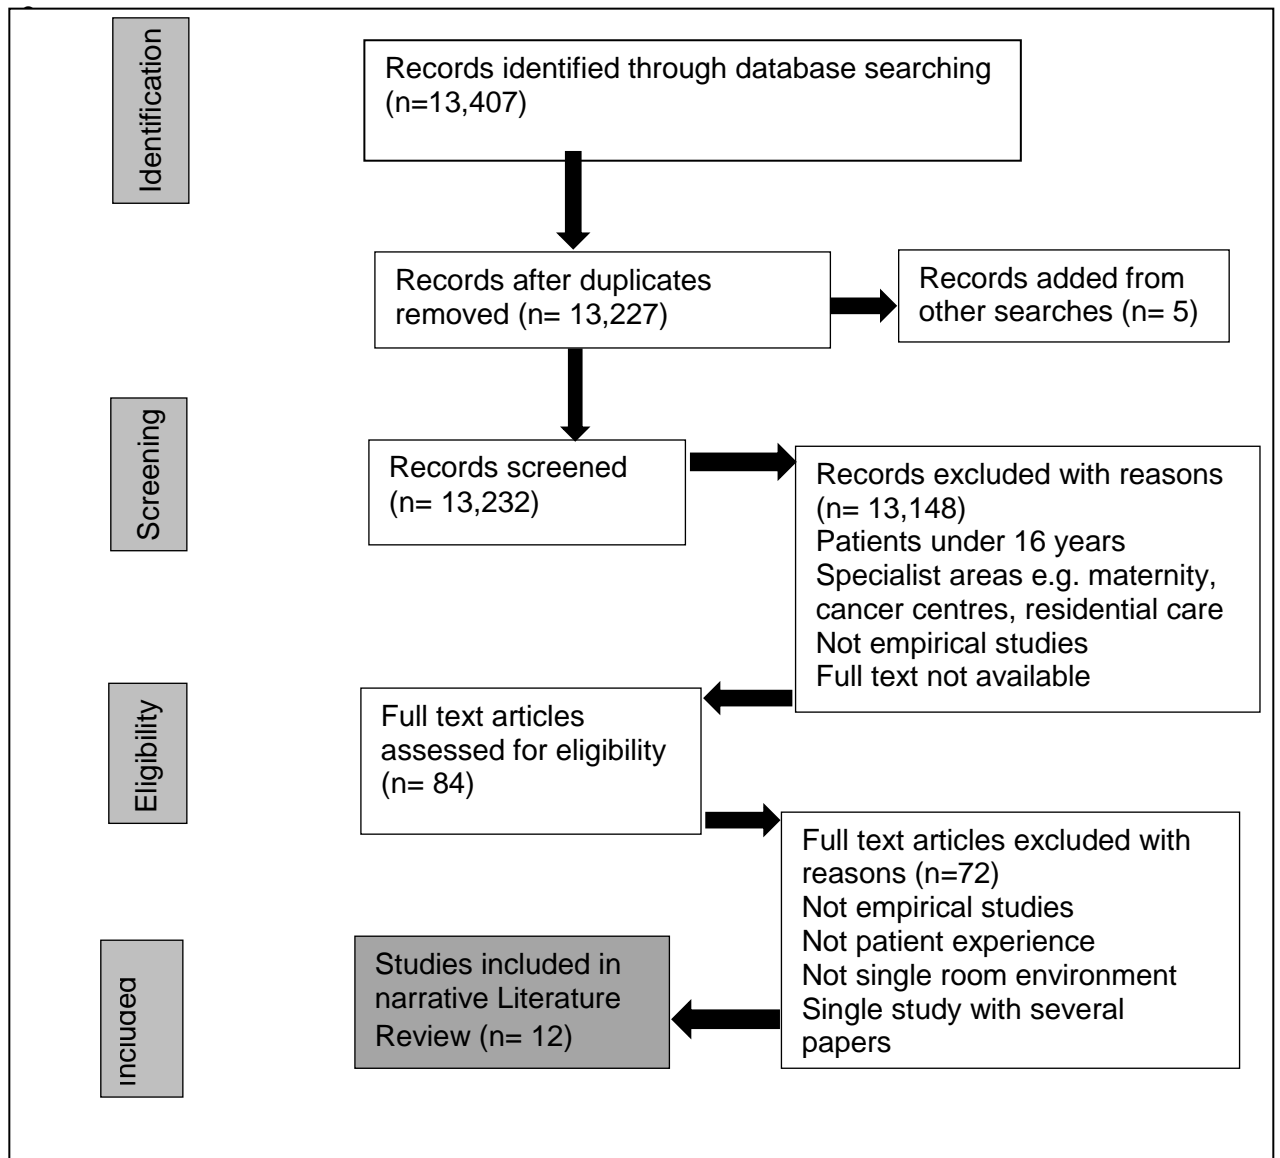 Identification
Records identified through database searching
(n=13,407)
Records after duplicates
removed (n= 13,227)
Records added from
other searches (n= 5)
Screening
Records screened
(n= 13,232)
Records excluded with reasons
(n= 13,148)
Patients under 16 years
Specialist areas e.g. maternity,
cancer centres, residential care
Not empirical studies
Full text not available
Eligibility
Full text articles
assessed for eligibility
(n= 84)
Full text articles excluded with
reasons (n=72)
Not empirical studies
Not patient experience
Not single room environment
Single study with several
papers
Included
Studies included in
narrative Literature
Review (n= 12)